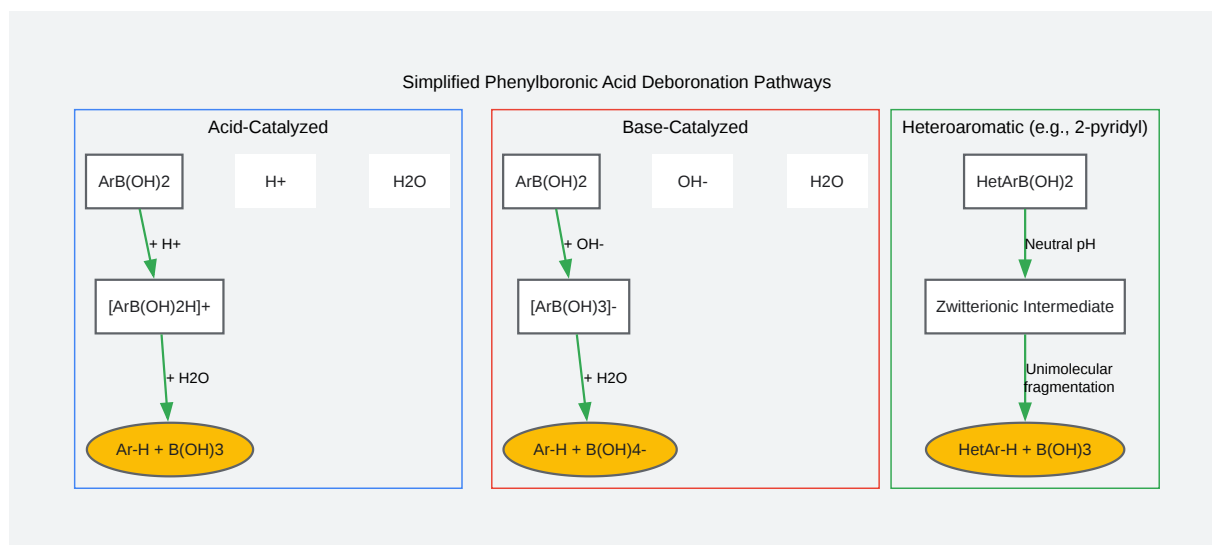 Simplified Phenylboronic Acid Deboronation Pathways
Acid-Catalyzed
ArB(OH)2
H+
H2O
+ H+
[ArB(OH)2H]+
+ H2O
Ar-H + B(OH)3
Base-Catalyzed
ArB(OH)2
OH-
H2O
+ OH-
[ArB(OH)3]-
+ H2O
Ar-H + B(OH)4-
Heteroaromatic (e.g., 2-pyridyl)
HetArB(OH)2
Neutral pH
Zwitterionic Intermediate
Unimolecular
fragmentation
HetAr-H + B(OH)3